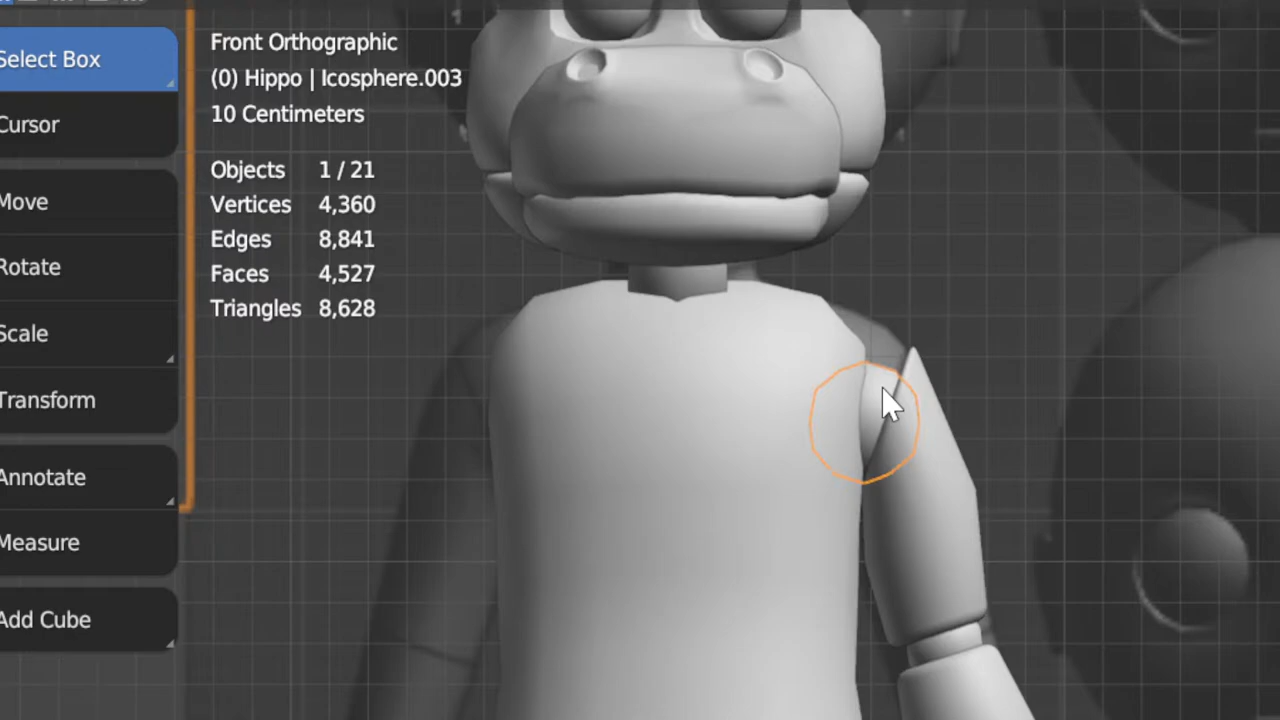 Select Box
Cursor
Move
Rotate
Scale
Transform
Annotate
Measure
Add Cube
Front Orthographic
(0) Hippo | Icosphere.003
10 Centimeters
Objects 1 / 21
Vertices 4,360
Edges 8,841
Faces 4,527
Triangles 8,628